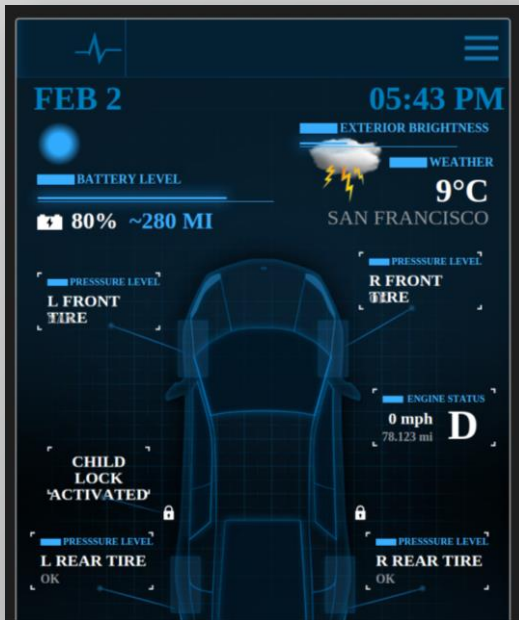 FEB 2
05:43 PM
EXTERIOR BRIGHTNESS
BATTERY LEVEL
WEATHER
80% ~280 MI
9°C
SAN FRANCISCO
PRESSSURE LEVEL
L FRONT
TIRE
PRESSSURE LEVEL
R FRONT
TIRE
ENGINE STATUS
0 mph
78.123 mi
D
CHILD
LOCK
ACTIVATED
PRESSSURE LEVEL
L REAR TIRE
OK
PRESSSURE LEVEL
R REAR TIRE
OK